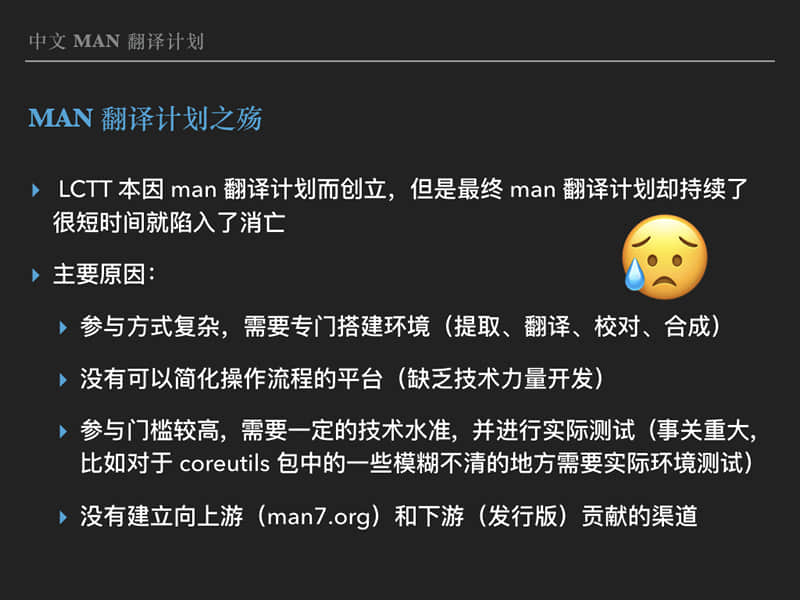 中文 MAN 翻译计划
MAN 翻译计划之殇
LCTT 本因 man 翻译计划而创立，但是最终 man 翻译计划却持续了
很短时间就陷入了消亡
主要原因：
参与方式复杂，需要专门搭建环境（提取、翻译、校对、合成）
没有可以简化操作流程的平台（缺乏技术力量开发）
参与门槛较高，需要一定的技术水准，并进行实际测试（事关重大，
比如对于 coreutils 包中的一些模糊不清的地方需要实际环境测试）
没有建立向上游（man7.org）和下游（发行版）贡献的渠道